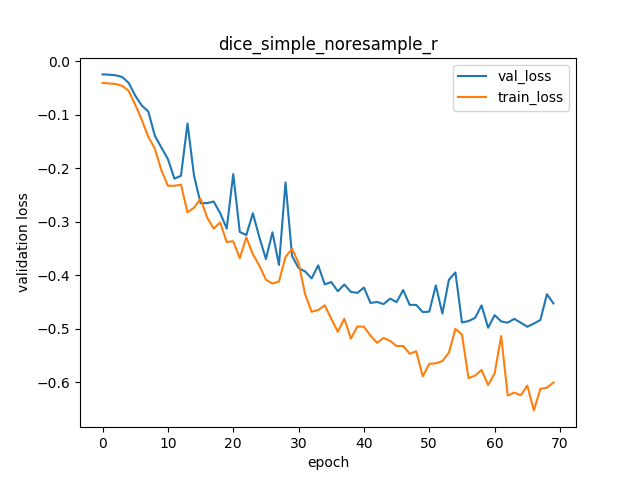 dice_simple_noresample_r
val_loss
train_loss
0.0
−0.1
−0.2
−0.3
−0.4
−0.5
−0.6
validation loss
0 10 20 30 40 50 60 70
epoch